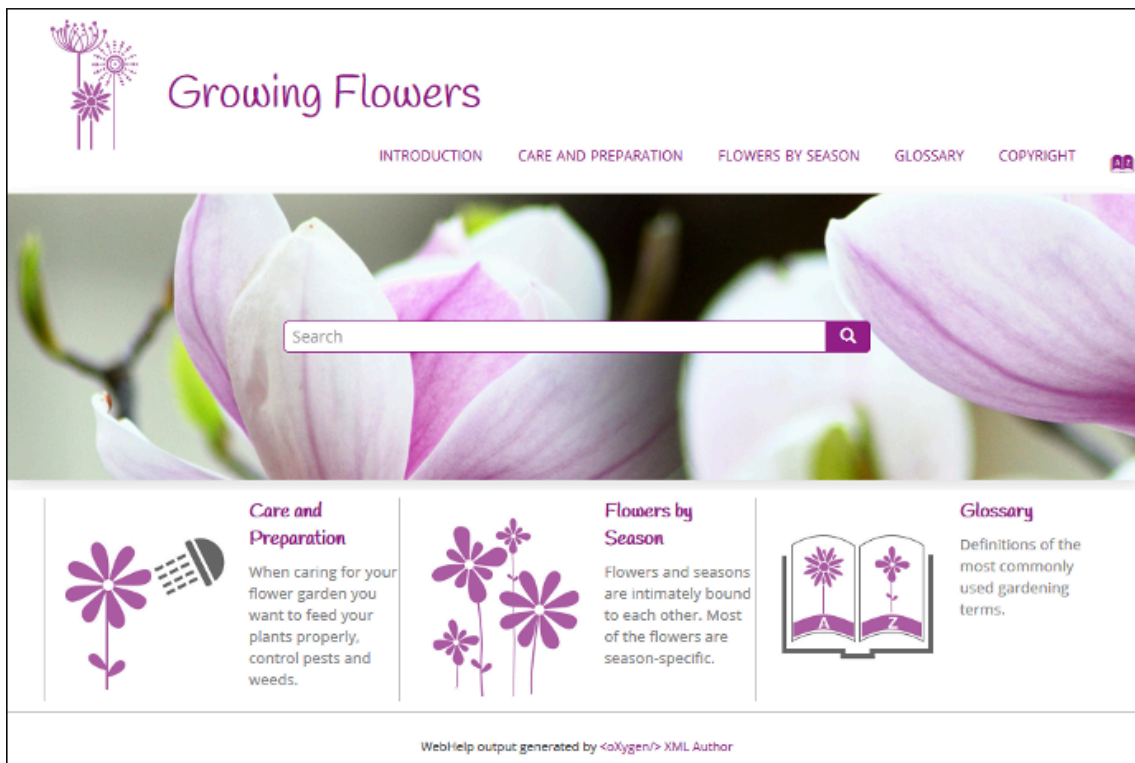 Growing Flowers
INTRODUCTION CARE AND PREPARATION FLOWERS BY SEASON GLOSSARY COPYRIGHT
A Z
Search
Care and
Preparation
When caring for your
flower garden you
want to feed your
plants properly,
control pests and
weeds.
Flowers by
Season
Flowers and seasons
are intimately bound
to each other. Most
of the flowers are
season-specific.
A Z
Glossary
Definitions of the
most commonly
used gardening
terms.
WebHelp output generated by <oXygen/> XML Author